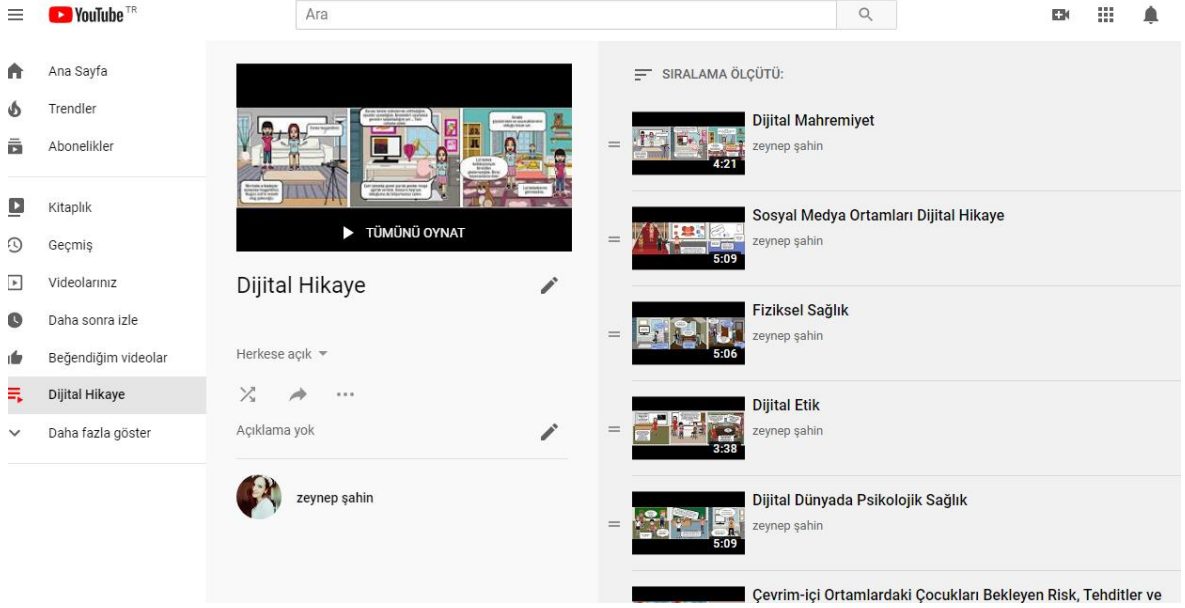 YouTube TR
Ara
Ana Sayfa
Trendler
Abonelikler
Kitaplık
Geçmiş
Videolarınız
Daha sonra izle
Beğendiğim videolar
Dijital Hikaye
Daha fazla göster
TÜMÜNÜ OYNAT
Dijital Hikaye
Herkese açık
Açıklama yok
zeynep şahin
SIRALAMA ÖLÇÜTÜ:
Dijital Mahremiyet
zeynep şahin
4:21
Sosyal Medya Ortamları Dijital Hikaye
zeynep şahin
5:09
Fiziksel Sağlık
zeynep şahin
5:06
Dijital Etik
zeynep şahin
3:38
Dijital Dünyada Psikolojik Sağlık
zeynep şahin
5:09
Çevrim-içi Ortamlardaki Çocukları Bekleyen Risk, Tehditler ve